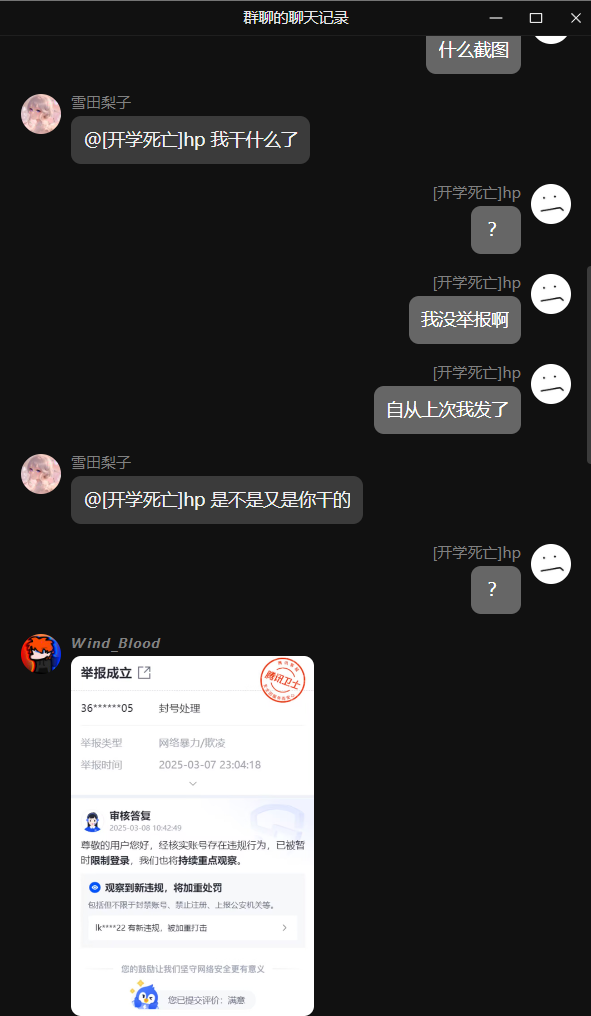 群聊的聊天记录
什么截图
雪田梨子
@[开学死亡]hp 我干什么了
[开学死亡]hp
？
[开学死亡]hp
我没举报啊
[开学死亡]hp
自从上次我发了
雪田梨子
@[开学死亡]hp 是不是又是你干的
[开学死亡]hp
？
Wind_Blood
举报成立
腾讯卫士
36******05 封号处理
举报类型 网络暴力/欺凌
举报时间 2025-03-07 23:04:18
审核答复
2025-03-08 10:42:49
尊敬的用户您好，经核实账号存在违规行为，已被暂
时限制登录，我们也将持续重点观察。
观察到新违规，将加重处罚
包括但不限于封禁账号、禁止注册、上报公安机关等。
lk****22 有新违规，被加重打击
您的鼓励让我们坚守网络安全更有意义
您已提交评价：满意